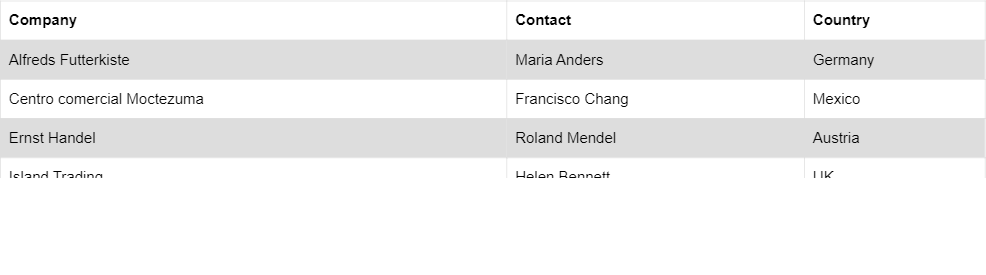 Company Contact Country
Alfreds Futterkiste Maria Anders Germany
Centro comercial Moctezuma Francisco Chang Mexico
Ernst Handel Roland Mendel Austria
Island Trading Helen Bennett UK